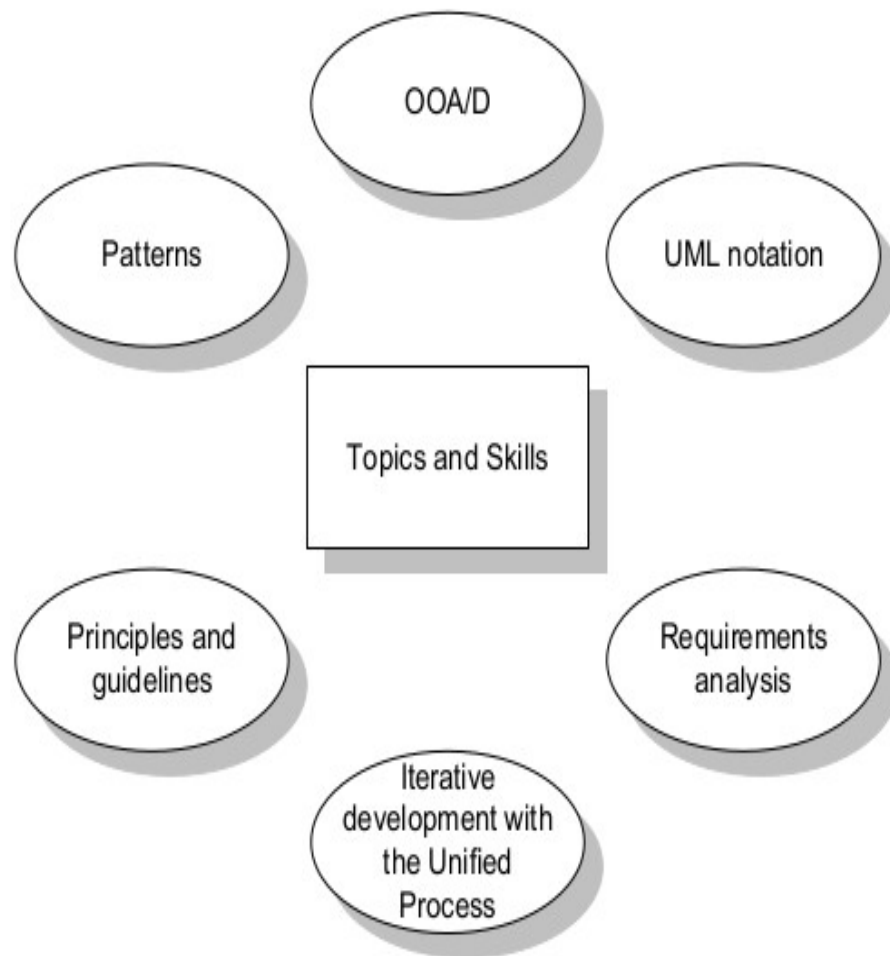 OOA/D
Patterns
UML notation
Topics and Skills
Principles and
guidelines
Requirements
analysis
Iterative
development with
the Unified
Process